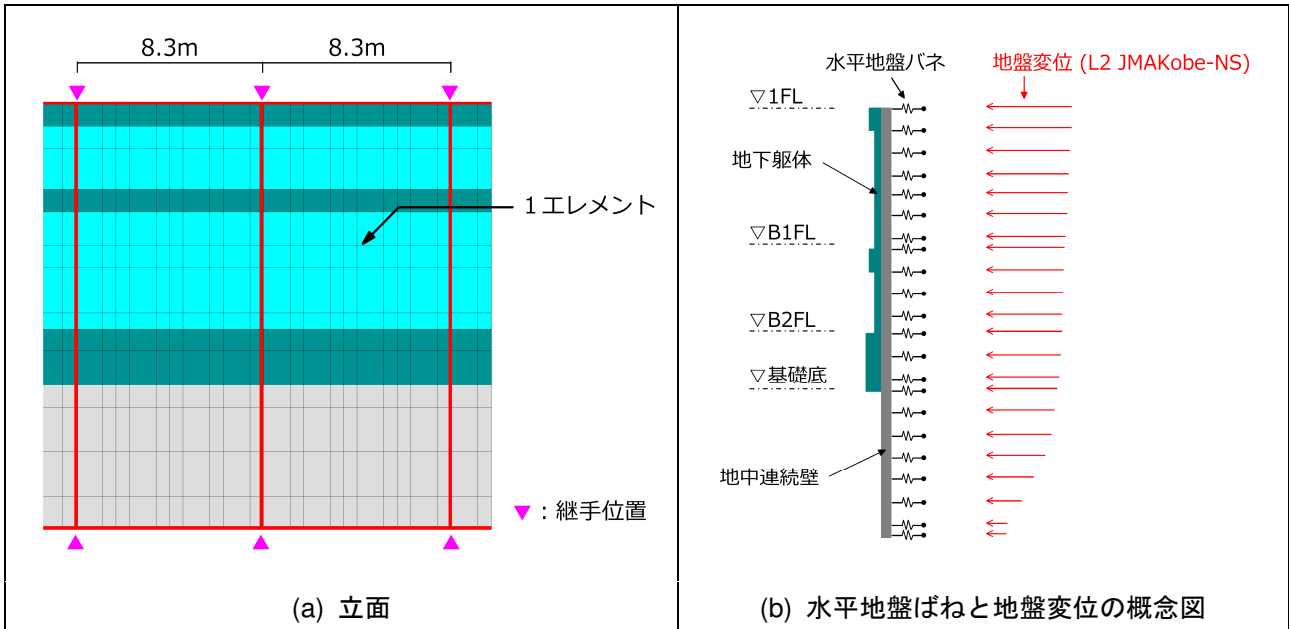 8.3m
8.3m
1エレメント
▼：継手位置
(a) 立面
水平地盤バネ
地盤変位 (L2 JMAKobe-NS)
▽1FL
地下躯体
▽B1FL
▽B2FL
▽基礎底
地中連続壁
(b) 水平地盤ばねと地盤変位の概念図